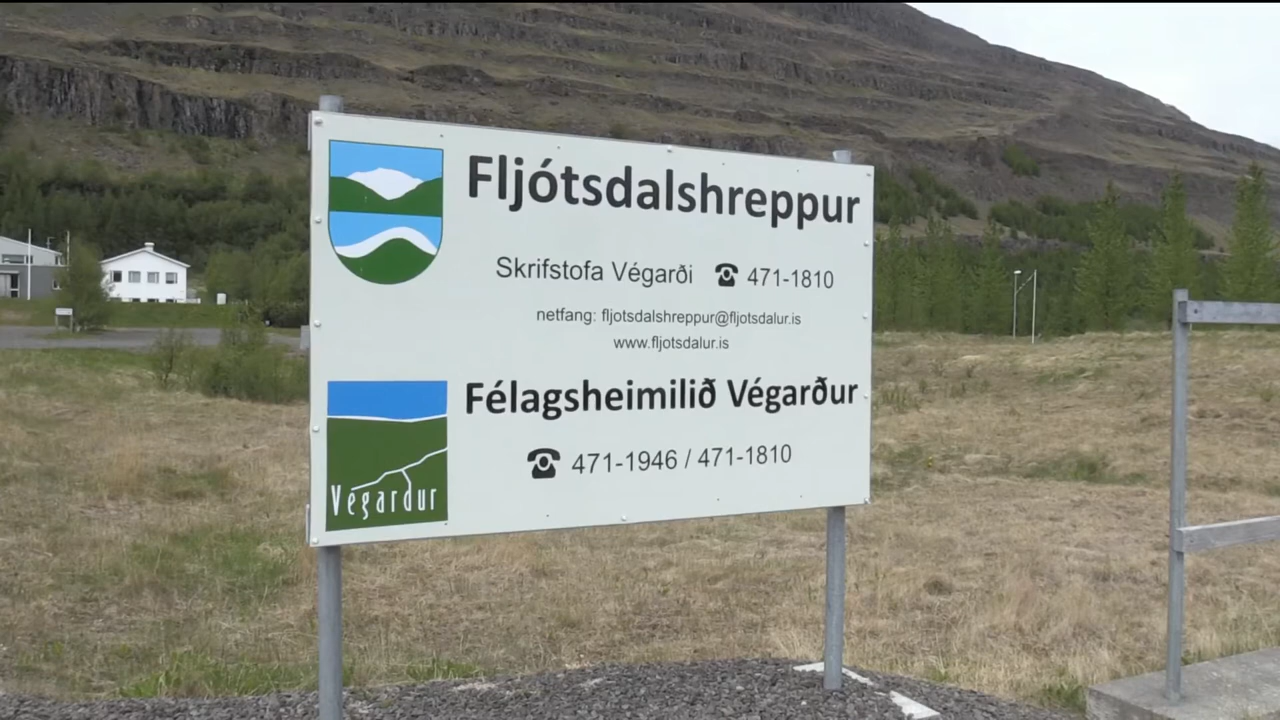 Fljótsdalshreppur
Skrifstofa Végarði ☎ 471-1810
netfang: fljotsdalshreppur@fljotsdalur.is
www.fljotsdalur.is
Félagsheimilið Végarður
☎ 471-1946 / 471-1810
Végarður